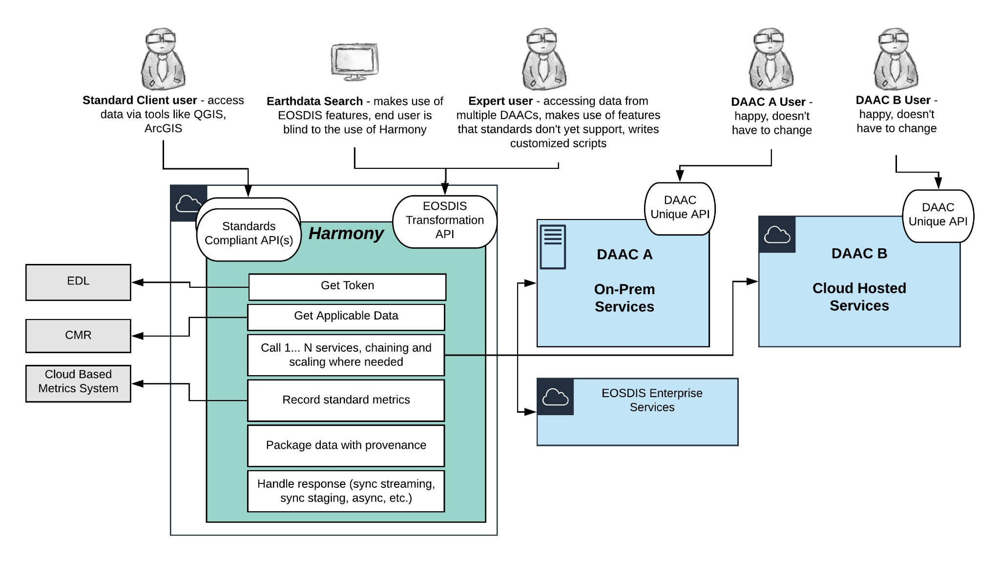 Standard Client user - access
data via tools like QGIS,
ArcGIS
Earthdata Search - makes use of
EOSDIS features, end user is
blind to the use of Harmony
Expert user - accessing data from
multiple DAACs, makes use of features
that standards don't yet support, writes
customized scripts
DAAC A User -
happy, doesn't
have to change
DAAC B User -
happy, doesn't
have to change
Standards
Compliant API(s)
Harmony
EOSDIS
Transformation
API
DAAC
Unique API
DAAC
Unique API
EDL
CMR
Cloud Based
Metrics System
Get Token
Get Applicable Data
Call 1... N services, chaining and
scaling where needed
Record standard metrics
Package data with provenance
Handle response (sync streaming,
sync staging, async, etc.)
DAAC A
On-Prem
Services
DAAC B
Cloud Hosted
Services
EOSDIS Enterprise
Services